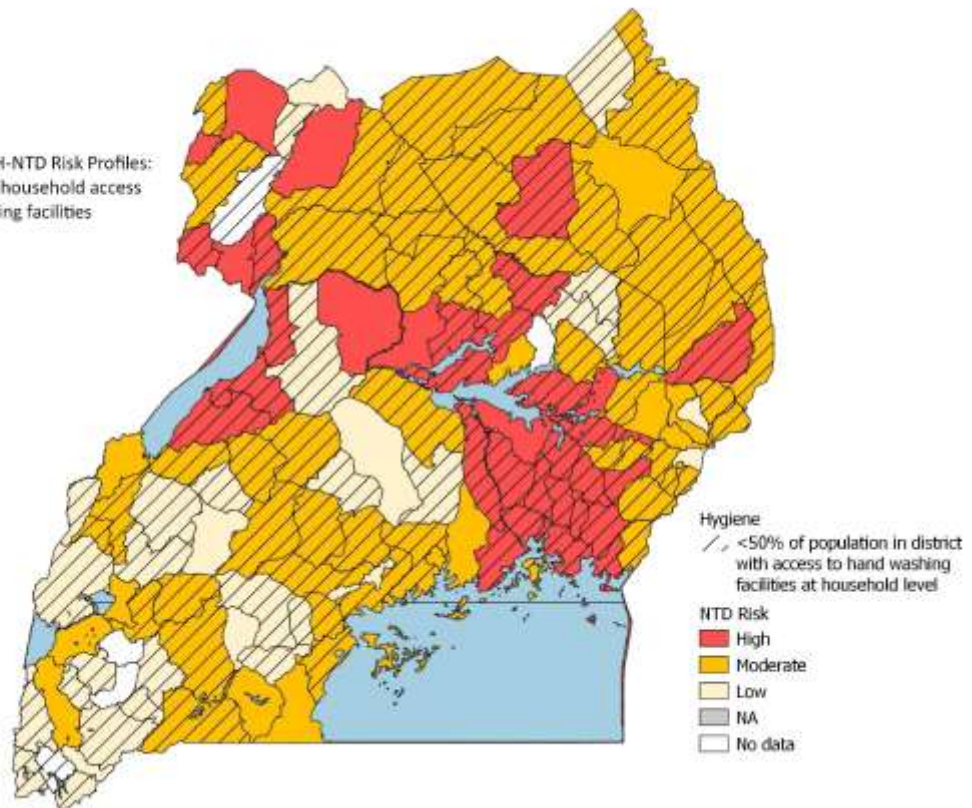 H-NTD Risk Profiles:
household access
ing facilities
Hygiene
<50% of population in district
with access to hand washing
facilities at household level
NTD Risk
High
Moderate
Low
NA
No data